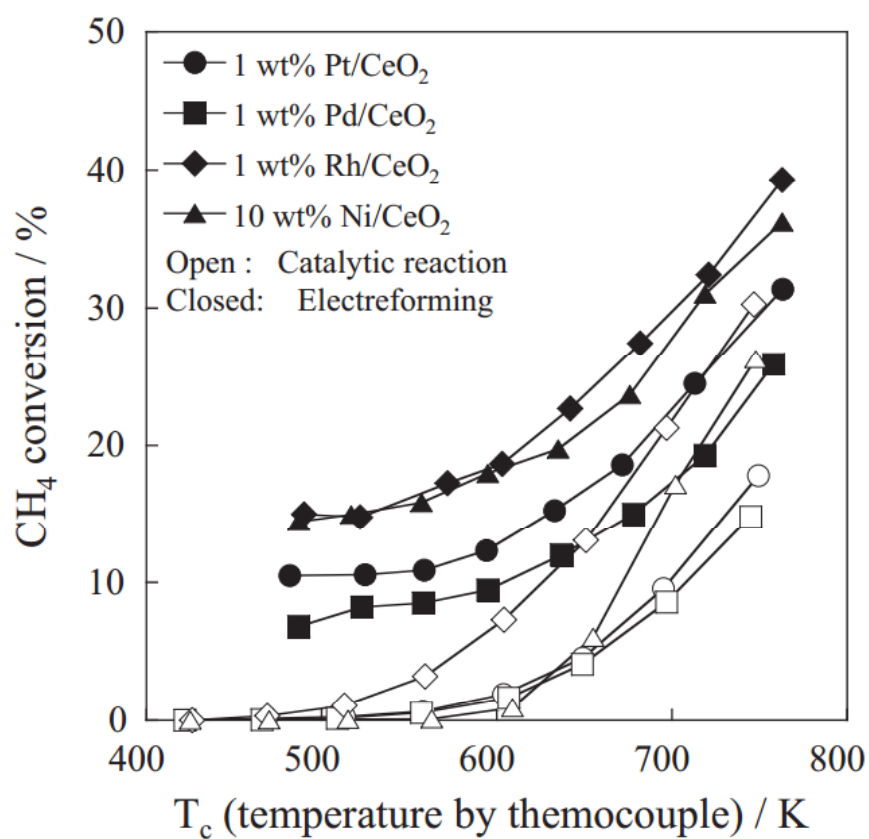 50
1 wt% Pt/CeO₂
1 wt% Pd/CeO₂
40
1 wt% Rh/CeO₂
10 wt% Ni/CeO₂
Open : Catalytic reaction
Closed: Electreforming
30
20
10
0
400 500 600 700 800
CH₄ conversion / %
T꜀ (temperature by themocouple) / K